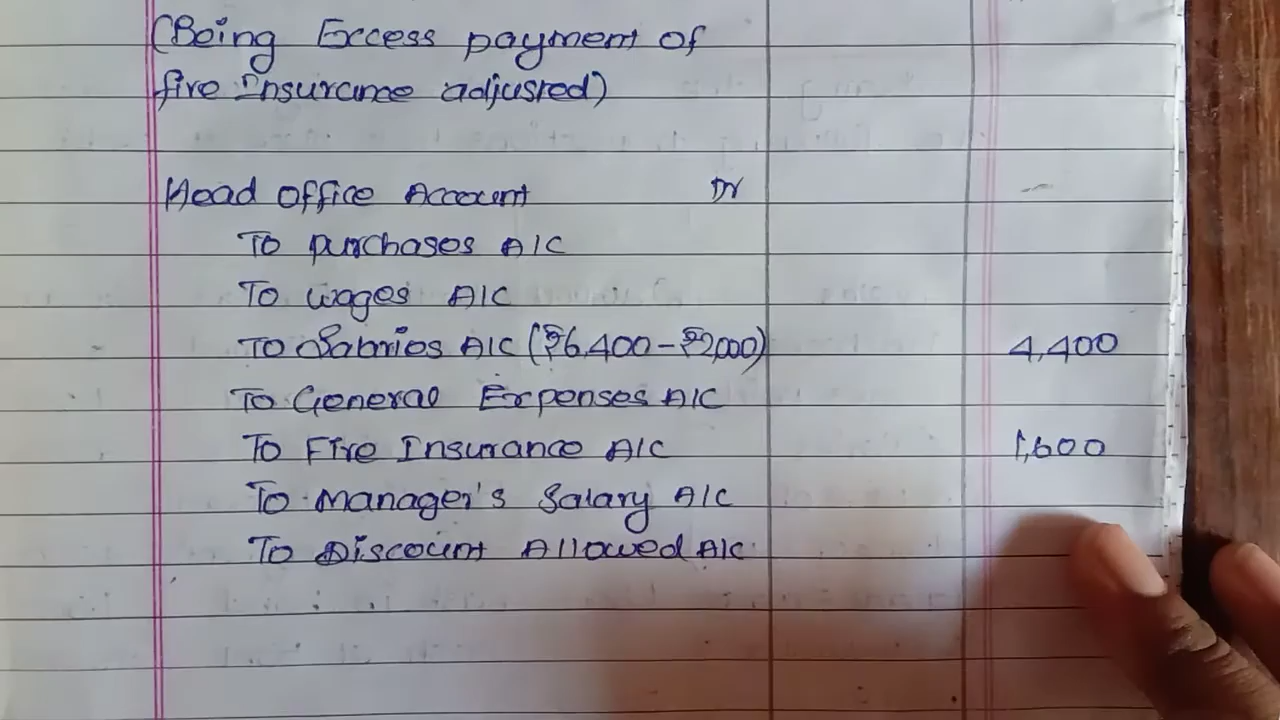 (Being Excess payment of
fire Insurance adjusted)
Head Office Account Dr
To purchases A/C
To wages A/C
To Salaries A/C (₹6,400-₹2,000) 4,400
To General Expenses A/C
To Fire Insurance A/C 1,600
To Manager's Salary A/C
To Discount Allowed A/C